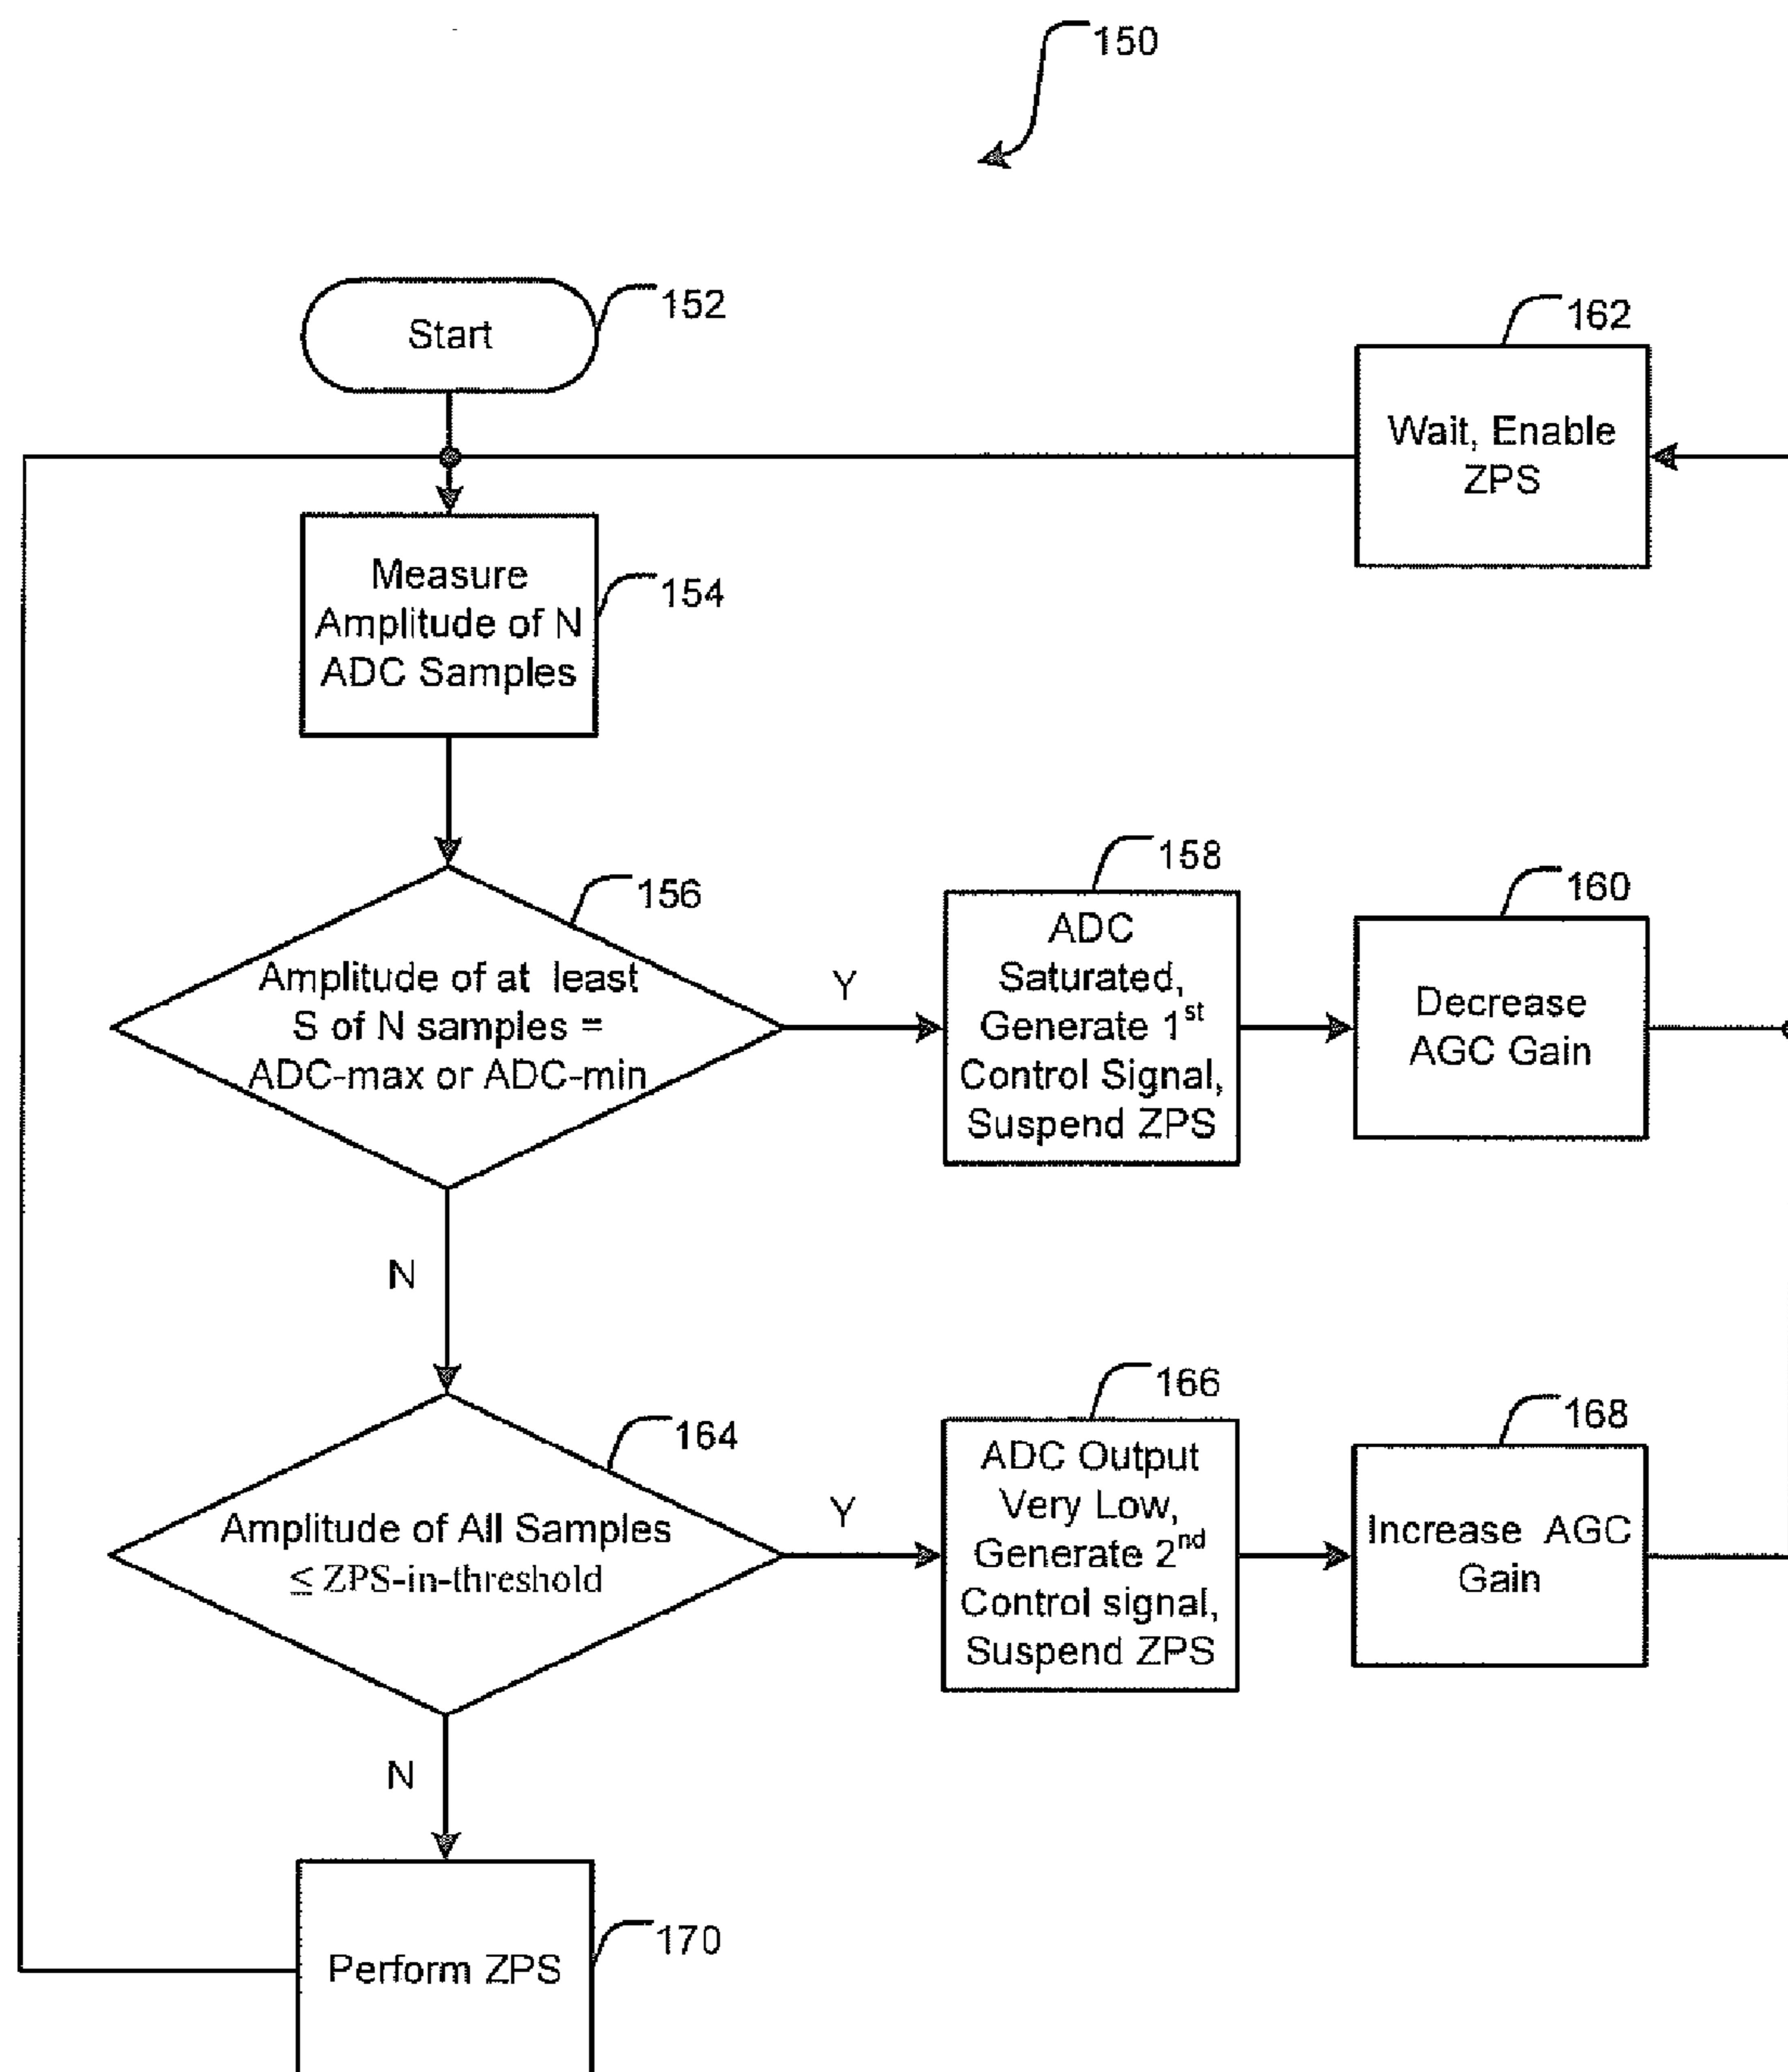 150
152
Start
162
Wait, Enable
ZPS
154
Measure
Amplitude of N
ADC Samples
156
Amplitude of at least
S of N samples =
ADC-max or ADC-min
Y
158
ADC
Saturated,
Generate 1st
Control Signal,
Suspend ZPS
160
Decrease
AGC Gain
N
164
Amplitude of All Samples
≤ ZPS-in-threshold
Y
166
ADC Output
Very Low,
Generate 2nd
Control signal,
Suspend ZPS
168
Increase AGC
Gain
N
170
Perform ZPS